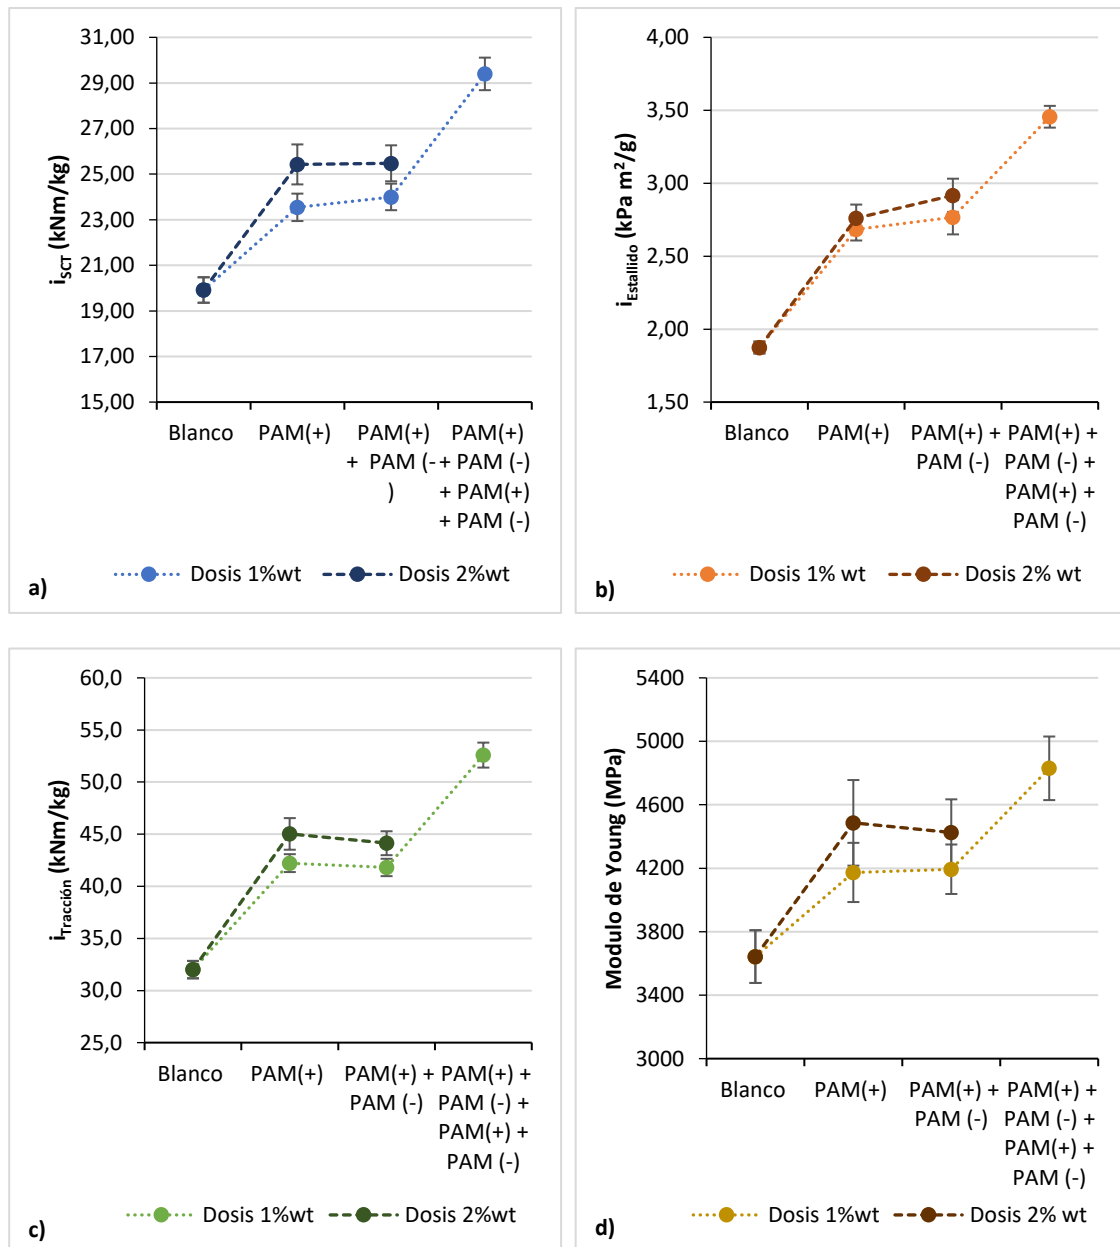 31,00
29,00
27,00
25,00
23,00
21,00
19,00
17,00
15,00
iSCT (kNm/kg)
Blanco
PAM(+)
PAM(+)
+ PAM (-
)
PAM(+)
+ PAM (-)
+ PAM(+)
+ PAM (-)
Dosis 1%wt
Dosis 2%wt
a)
4,00
3,50
3,00
2,50
2,00
1,50
iEstallido (kPa m²/g)
Blanco
PAM(+)
PAM(+) +
PAM (-)
PAM(+) +
PAM (-) +
PAM(+) +
PAM (-)
Dosis 1% wt
Dosis 2% wt
b)
60,0
55,0
50,0
45,0
40,0
35,0
30,0
25,0
iTracción (kNm/kg)
Blanco
PAM(+)
PAM(+) +
PAM (-)
PAM(+) +
PAM (-) +
PAM(+) +
PAM (-)
Dosis 1%wt
Dosis 2%wt
c)
5400
5000
4600
4200
3800
3400
3000
Modulo de Young (MPa)
Blanco
PAM(+)
PAM(+) +
PAM (-)
PAM(+) +
PAM (-) +
PAM(+) +
PAM (-)
Dosis 1%wt
Dosis 2% wt
d)